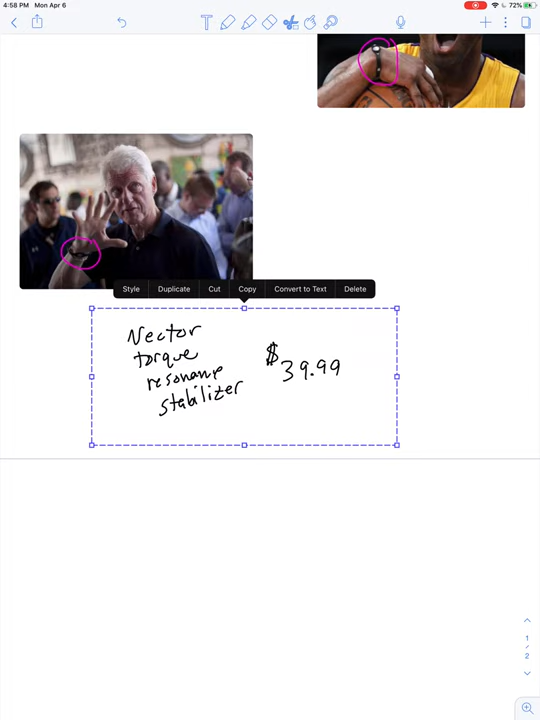 4:58 PM Mon Apr 6
72%
T
Style Duplicate Cut Copy Convert to Text Delete
Nector
torque
resonance
stabilizer
$
39.99
1
/
2